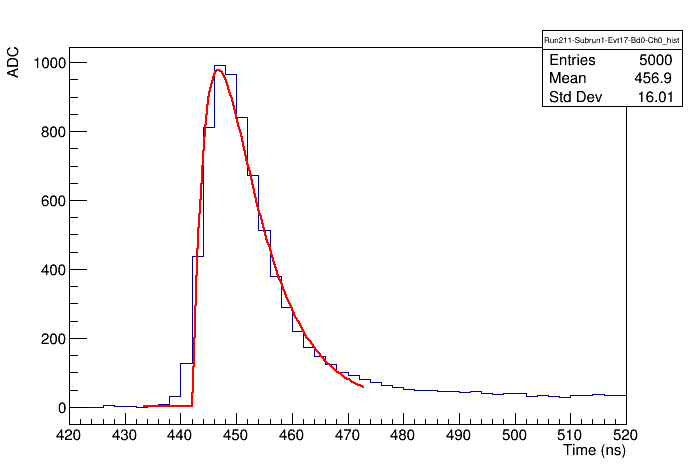 Run211-Subrun1-Evt17-Bd0-Ch0_hist
Entries 5000
Mean 456.9
Std Dev 16.01
ADC
1000
800
600
400
200
0
420 430 440 450 460 470 480 490 500 510 520
Time (ns)